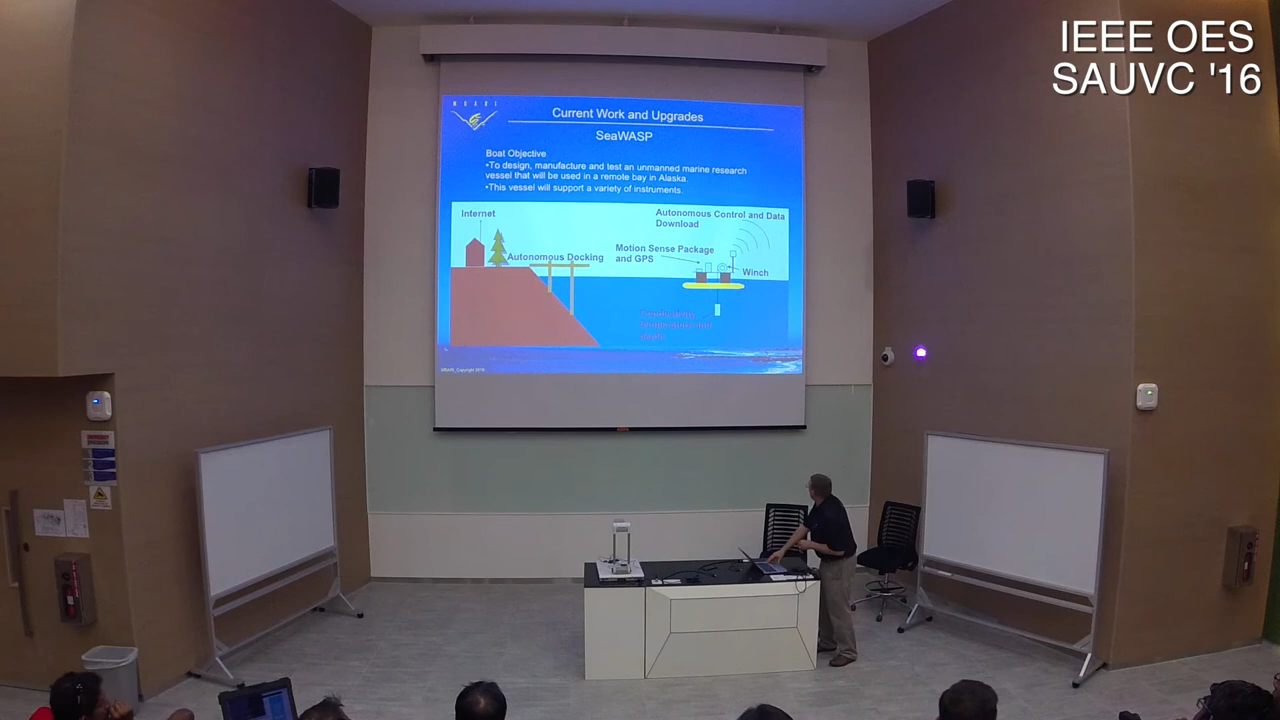 IEEE OES
SAUVC '16
MBARI
Current Work and Upgrades
SeaWASP
Boat Objective
•To design, manufacture and test an unmanned marine research
vessel that will be used in a remote bay in Alaska.
•This vessel will support a variety of instruments.
Internet
Autonomous Control and Data
Download
Autonomous Docking
Motion Sense Package
and GPS
Winch